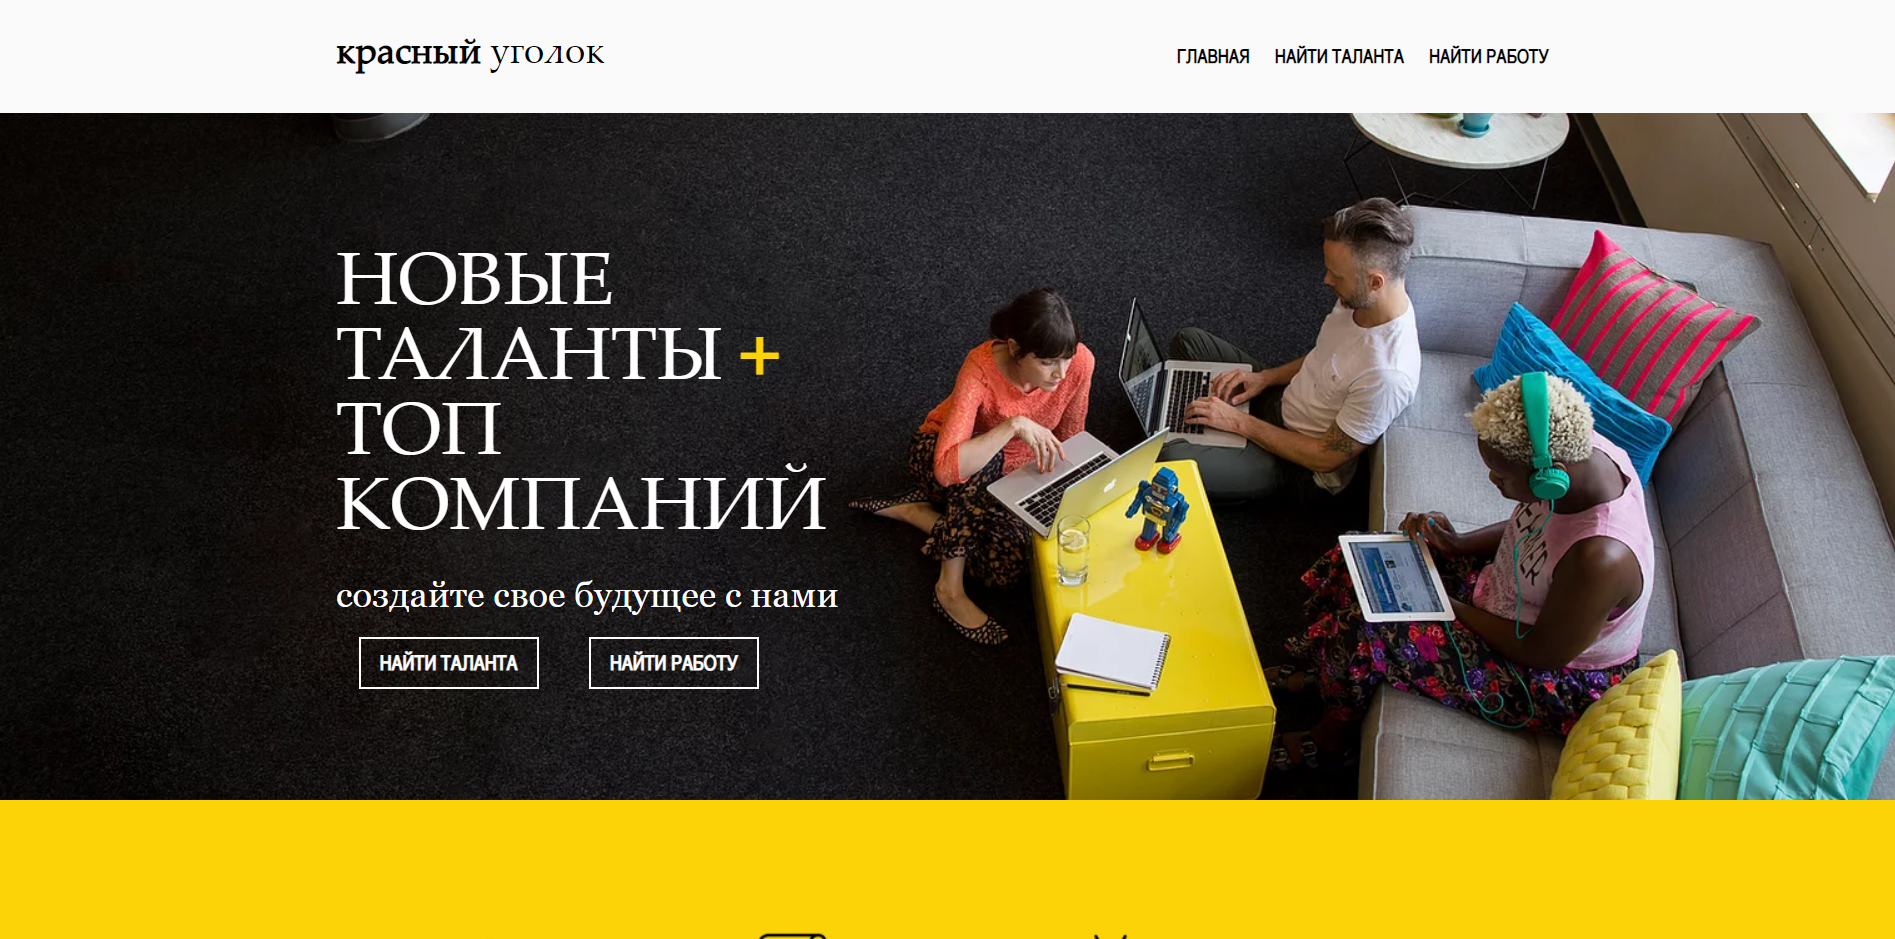 красный уголок
ГЛАВНАЯ НАЙТИ ТАЛАНТА НАЙТИ РАБОТУ
НОВЫЕ
ТАЛАНТЫ +
ТОП
КОМПАНИЙ
создайте свое будущее с нами
НАЙТИ ТАЛАНТА НАЙТИ РАБОТУ